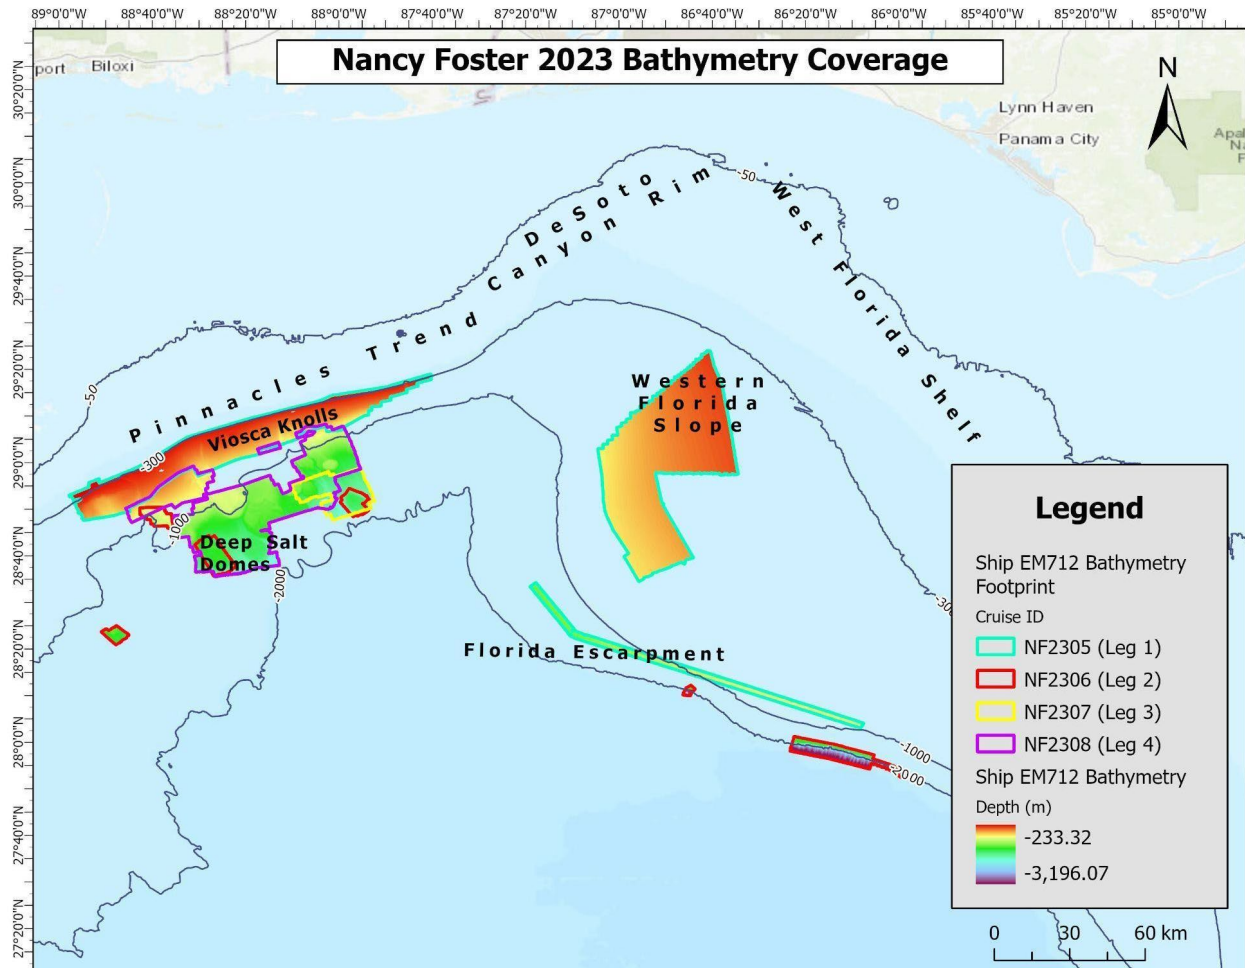 89°0'0"W 88°40'0"W 88°20'0"W 88°0'0"W 87°40'0"W 87°20'0"W 87°0'0"W 86°40'0"W 86°20'0"W 86°0'0"W 85°40'0"W 85°20'0"W 85°0'0"W
Nancy Foster 2023 Bathymetry Coverage
port Biloxi
N
Lynn Haven
Panama City
30°20'0"N
30°0'0"N
29°40'0"N
29°20'0"N
29°0'0"N
28°40'0"N
28°20'0"N
28°0'0"N
27°40'0"N
27°20'0"N
-50
DeSoto
Canyon Rim
West Florida Shelf
Pinnacles Trend
-50
Western
Florida
Slope
Viosca Knolls
-300
-1000
Deep Salt
Domes
-2000
-300
Florida Escarpment
-1000
-2000
Legend
Ship EM712 Bathymetry
Footprint
Cruise ID
NF2305 (Leg 1)
NF2306 (Leg 2)
NF2307 (Leg 3)
NF2308 (Leg 4)
Ship EM712 Bathymetry
Depth (m)
-233.32
-3,196.07
0 30 60 km